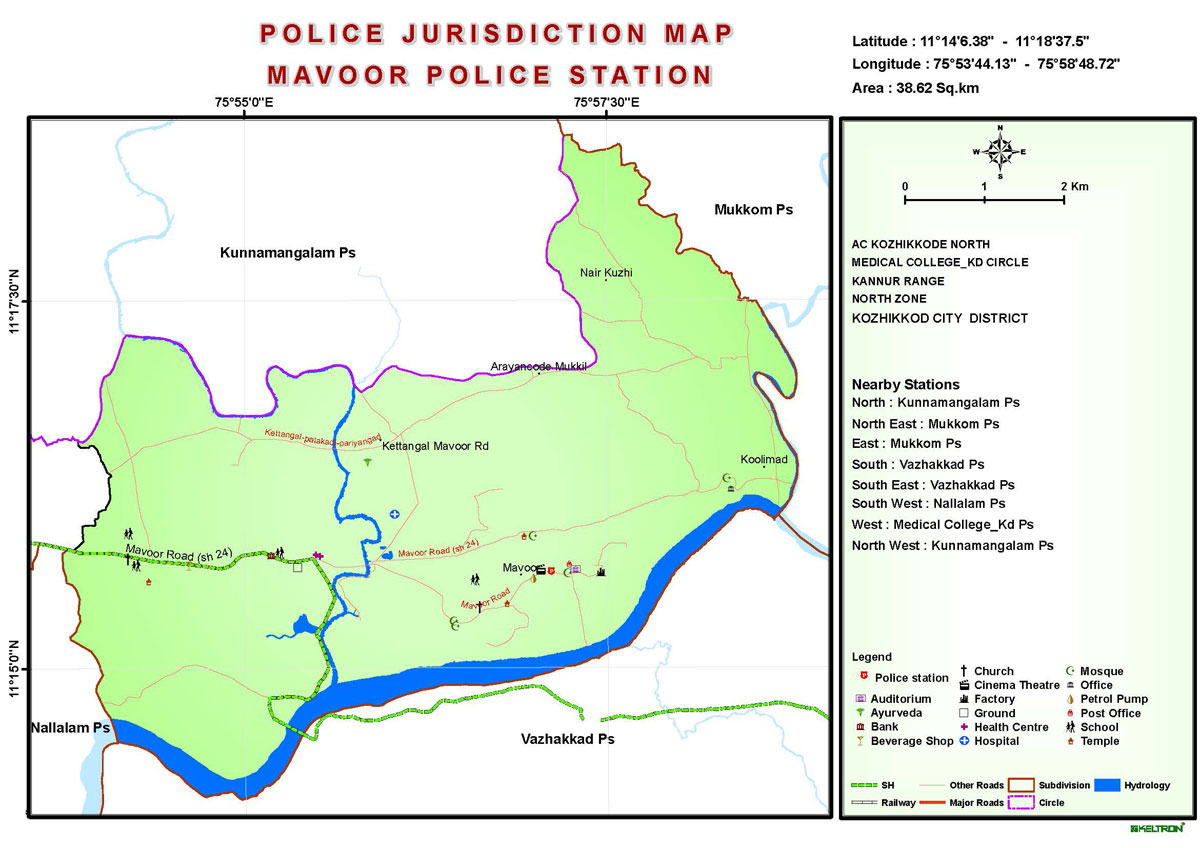 POLICE JURISDICTION MAP
MAVOOR POLICE STATION
Latitude : 11°14'6.38" - 11°18'37.5"
Longitude : 75°53'44.13" - 75°58'48.72"
Area : 38.62 Sq.km
75°55'0"E
75°57'30"E
11°17'30"N
11°15'0"N
Kunnamangalam Ps
Mukkom Ps
Nair Kuzhi
Arayancode Mukkil
Kettangal-palakadi-pariyangad
Kettangal Mavoor Rd
Koolimad
Mavoor Road (sh 24)
Mavoor Road (sh 24)
Mavoor
Mavoor Road
Nallalam Ps
Vazhakkad Ps
N
W
E
S
0
1
2 Km
AC KOZHIKKODE NORTH
MEDICAL COLLEGE_KD CIRCLE
KANNUR RANGE
NORTH ZONE
KOZHIKKOD CITY DISTRICT
Nearby Stations
North : Kunnamangalam Ps
North East : Mukkom Ps
East : Mukkom Ps
South : Vazhakkad Ps
South East : Vazhakkad Ps
South West : Nallalam Ps
West : Medical College_Kd Ps
North West : Kunnamangalam Ps
Legend
Police station
Auditorium
Ayurveda
Bank
Beverage Shop
Church
Cinema Theatre
Factory
Ground
Health Centre
Hospital
Mosque
Office
Petrol Pump
Post Office
School
Temple
SH
Other Roads
Subdivision
Hydrology
Railway
Major Roads
Circle
KELTRON